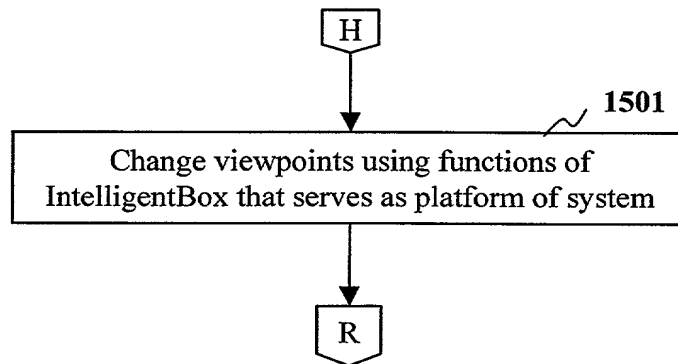 H
1501
Change viewpoints using functions of
IntelligentBox that serves as platform of system
R